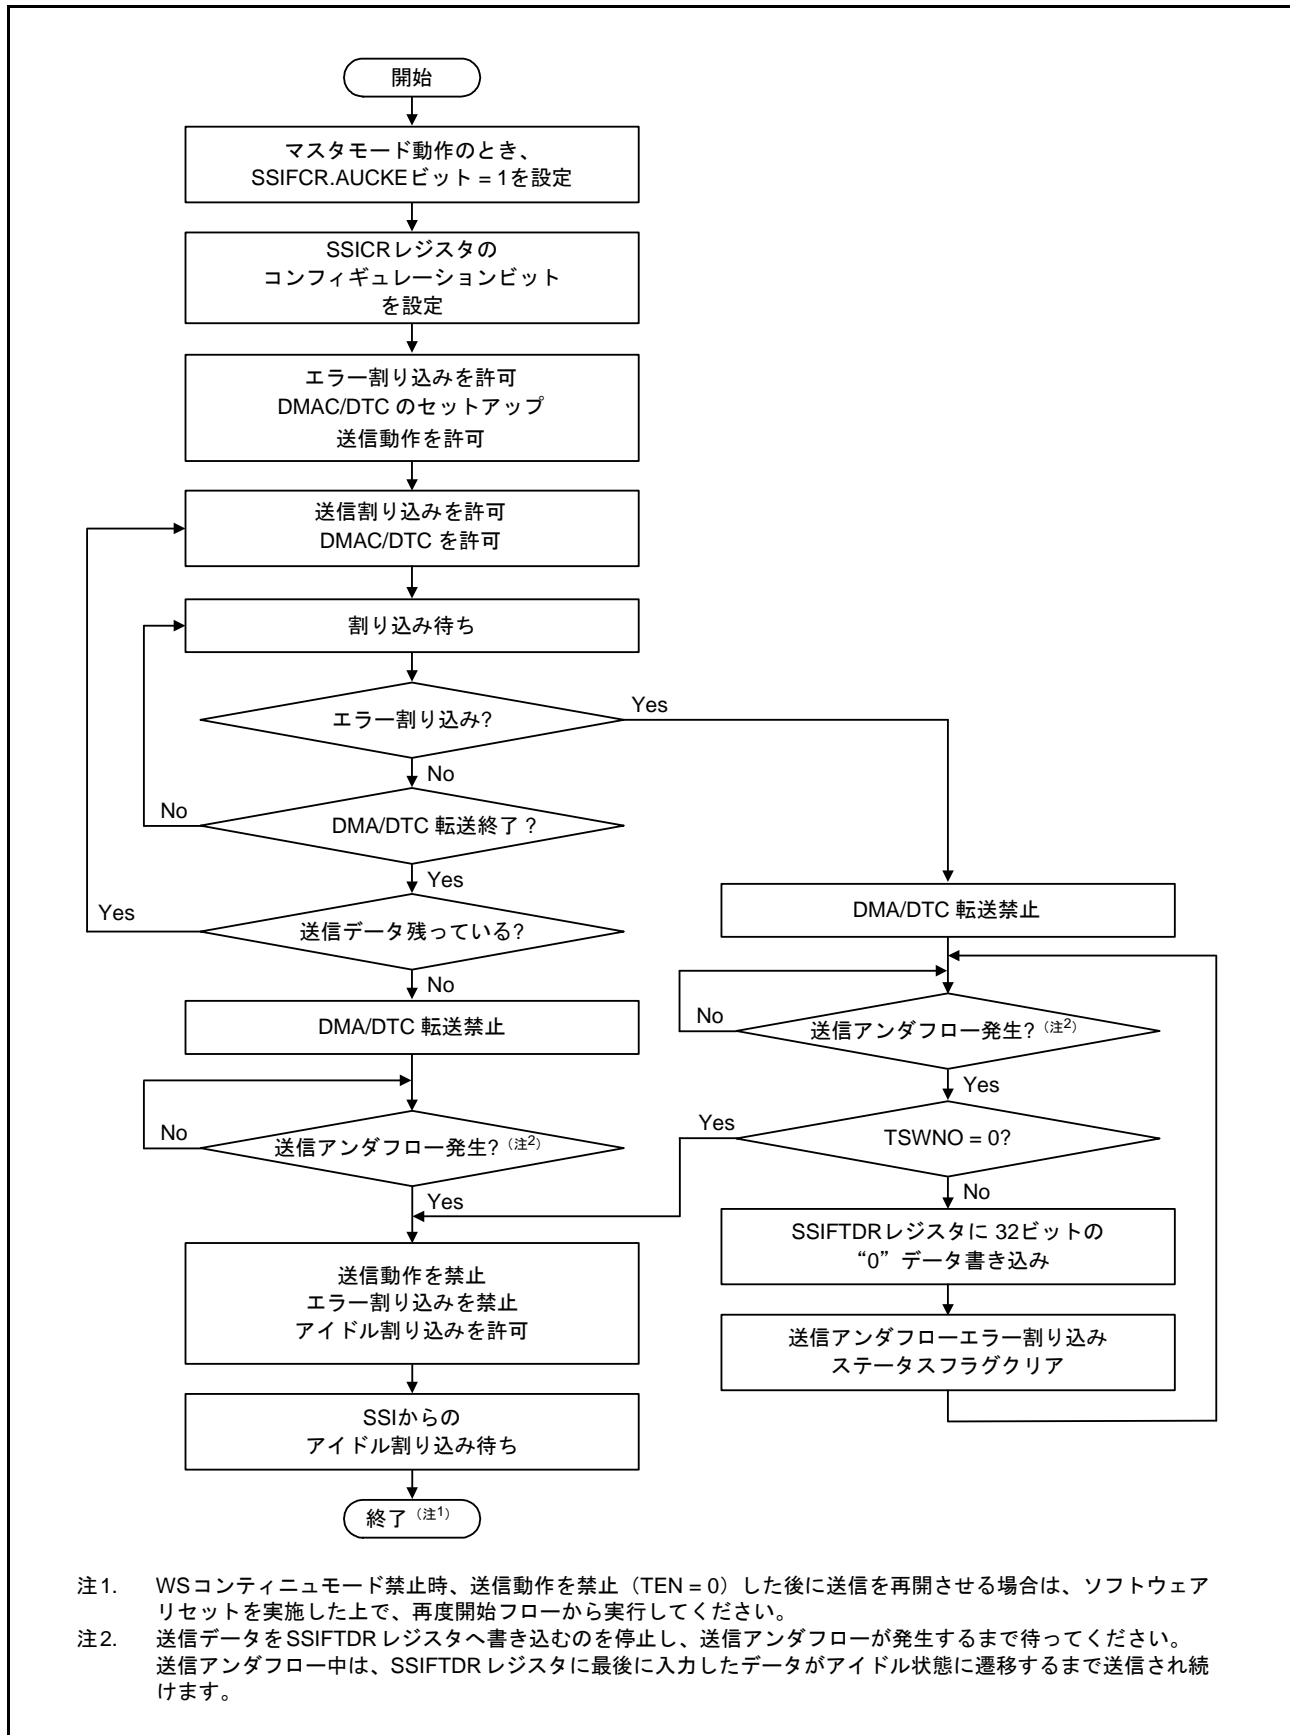 開始
マスタモード動作のとき、
SSIFCR.AUCKEビット = 1を設定
SSICRレジスタの
コンフィギュレーションビット
を設定
エラー割り込みを許可
DMAC/DTC のセットアップ
送信動作を許可
送信割り込みを許可
DMAC/DTC を許可
割り込み待ち
エラー割り込み?
Yes
No
DMA/DTC 転送終了 ?
No
Yes
送信データ残っている?
Yes
No
DMA/DTC 転送禁止
送信アンダフロー発生? (注2)
No
Yes
DMA/DTC 転送禁止
送信アンダフロー発生? (注2)
No
Yes
TSWNO = 0?
Yes
No
SSIFTDRレジスタに 32ビットの
“0” データ書き込み
送信アンダフローエラー割り込み
ステータスフラグクリア
送信動作を禁止
エラー割り込みを禁止
アイドル割り込みを許可
SSIからの
アイドル割り込み待ち
終了 (注1)
注1. WSコンティニュモード禁止時、送信動作を禁止（TEN = 0）した後に送信を再開させる場合は、ソフトウェア
リセットを実施した上で、再度開始フローから実行してください。
注2. 送信データをSSIFTDRレジスタへ書き込むのを停止し、送信アンダフローが発生するまで待ってください。
送信アンダフロー中は、SSIFTDRレジスタに最後に入力したデータがアイドル状態に遷移するまで送信され続
けます。